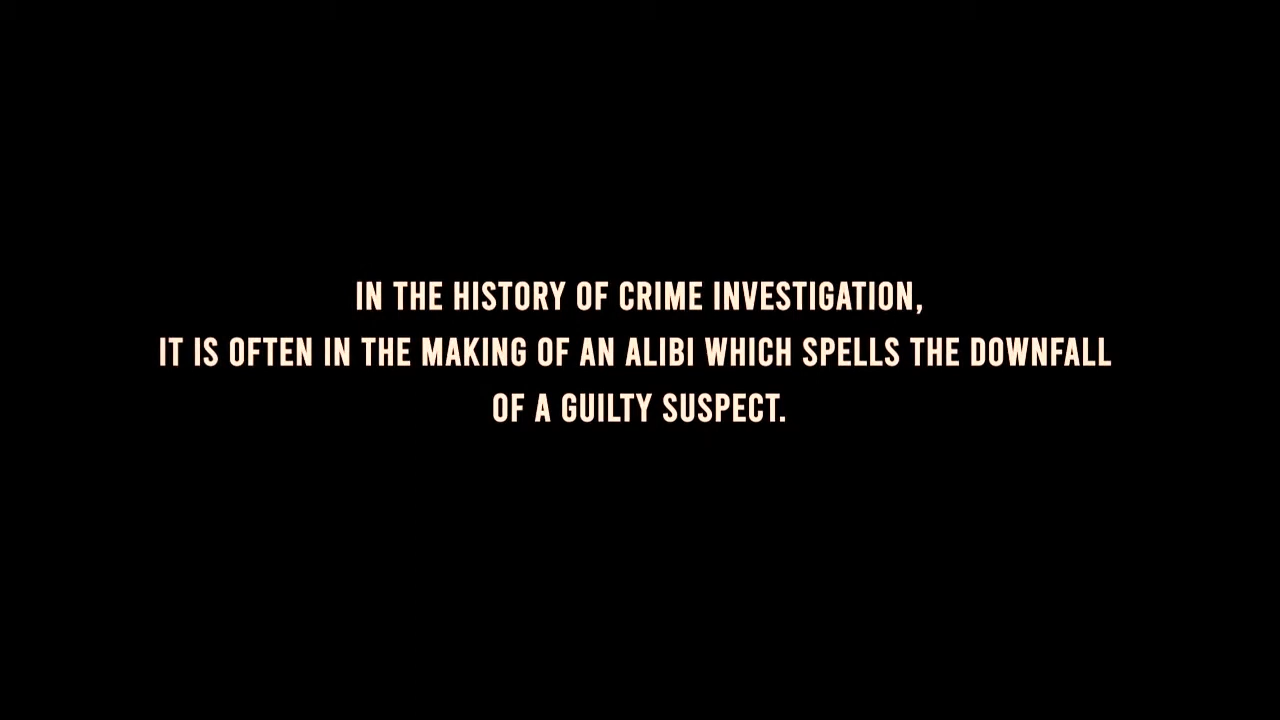 IN THE HISTORY OF CRIME INVESTIGATION,
IT IS OFTEN IN THE MAKING OF AN ALIBI WHICH SPELLS THE DOWNFALL
OF A GUILTY SUSPECT.